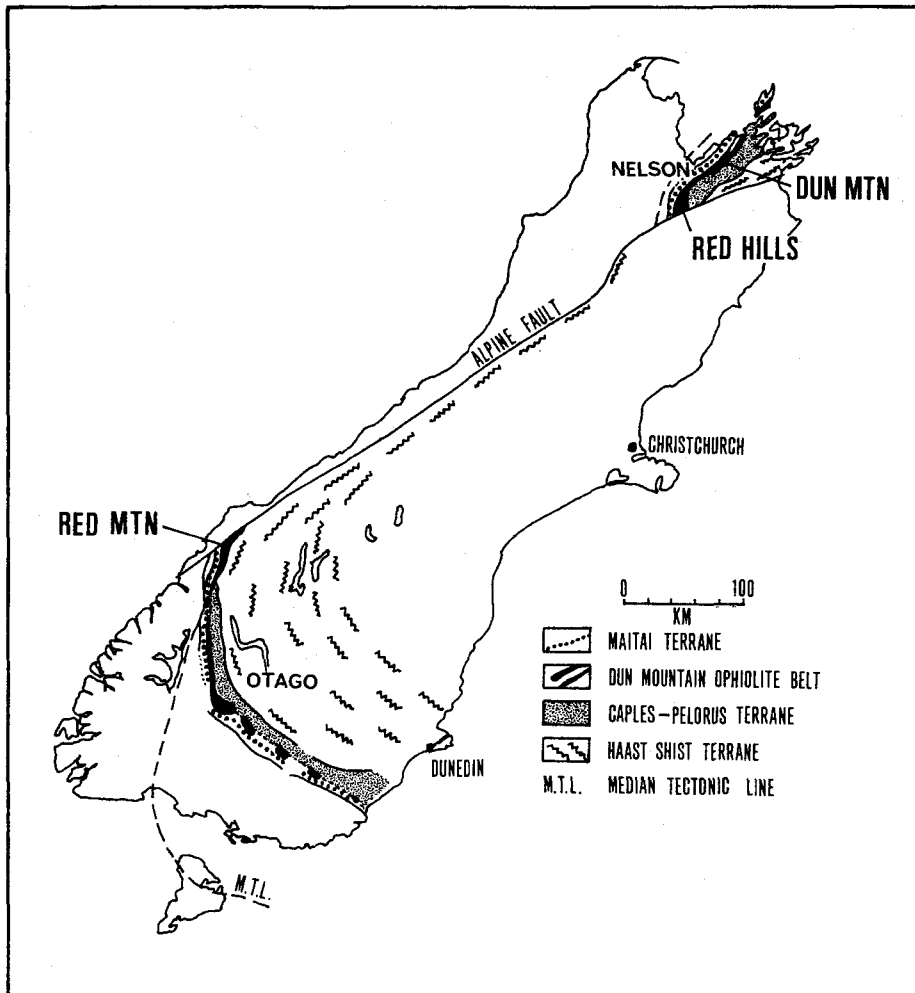 NELSON
DUN MTN
RED HILLS
ALPINE FAULT
CHRISTCHURCH
RED MTN
0 100
KM
MAITAI TERRANE
DUN MOUNTAIN OPHIOLITE BELT
OTAGO
CAPLES-PELORUS TERRANE
HAAST SHIST TERRANE
DUNEDIN
M.T.L. MEDIAN TECTONIC LINE
M.T.L.